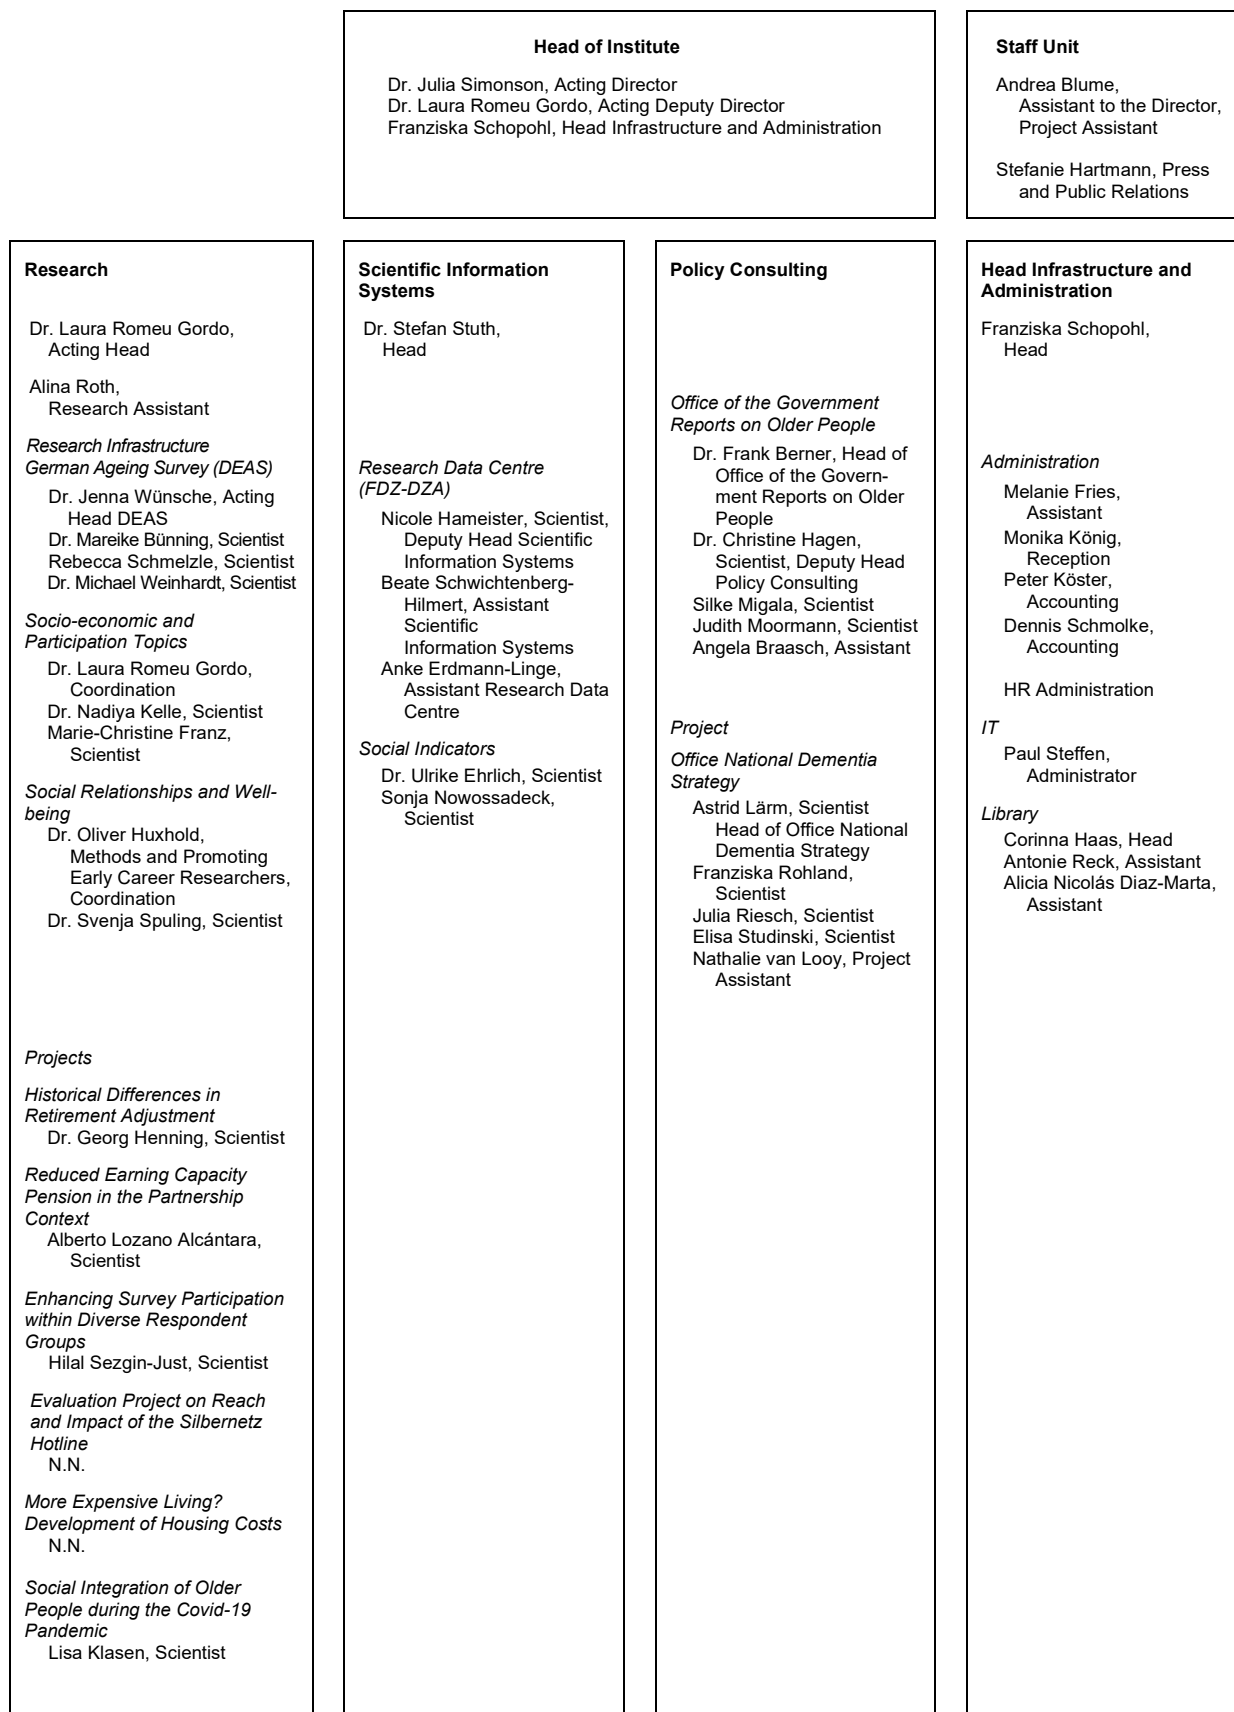 Head of Institute
Dr. Julia Simonson, Acting Director
Dr. Laura Romeu Gordo, Acting Deputy Director
Franziska Schopohl, Head Infrastructure and Administration
Staff Unit
Andrea Blume,
Assistant to the Director,
Project Assistant
Stefanie Hartmann, Press
and Public Relations
Research
Dr. Laura Romeu Gordo,
Acting Head
Alina Roth,
Research Assistant
Research Infrastructure
German Ageing Survey (DEAS)
Dr. Jenna Wünsche, Acting
Head DEAS
Dr. Mareike Bünning, Scientist
Rebecca Schmelzle, Scientist
Dr. Michael Weinhardt, Scientist
Socio-economic and
Participation Topics
Dr. Laura Romeu Gordo,
Coordination
Dr. Nadiya Kelle, Scientist
Marie-Christine Franz,
Scientist
Social Relationships and Well-
being
Dr. Oliver Huxhold,
Methods and Promoting
Early Career Researchers,
Coordination
Dr. Svenja Spuling, Scientist
Projects
Historical Differences in
Retirement Adjustment
Dr. Georg Henning, Scientist
Reduced Earning Capacity
Pension in the Partnership
Context
Alberto Lozano Alcántara,
Scientist
Enhancing Survey Participation
within Diverse Respondent
Groups
Hilal Sezgin-Just, Scientist
Evaluation Project on Reach
and Impact of the Silbernetz
Hotline
N.N.
More Expensive Living?
Development of Housing Costs
N.N.
Social Integration of Older
People during the Covid-19
Pandemic
Lisa Klasen, Scientist
Scientific Information
Systems
Dr. Stefan Stuth,
Head
Research Data Centre
(FDZ-DZA)
Nicole Hameister, Scientist,
Deputy Head Scientific
Information Systems
Beate Schwichtenberg-
Hilmert, Assistant
Scientific
Information Systems
Anke Erdmann-Linge,
Assistant Research Data
Centre
Social Indicators
Dr. Ulrike Ehrlich, Scientist
Sonja Nowossadeck,
Scientist
Policy Consulting
Office of the Government
Reports on Older People
Dr. Frank Berner, Head of
Office of the Govern-
ment Reports on Older
People
Dr. Christine Hagen,
Scientist, Deputy Head
Policy Consulting
Silke Migala, Scientist
Judith Moormann, Scientist
Angela Braasch, Assistant
Project
Office National Dementia
Strategy
Astrid Lärm, Scientist
Head of Office National
Dementia Strategy
Franziska Rohland,
Scientist
Julia Riesch, Scientist
Elisa Studinski, Scientist
Nathalie van Looy, Project
Assistant
Head Infrastructure and
Administration
Franziska Schopohl,
Head
Administration
Melanie Fries,
Assistant
Monika König,
Reception
Peter Köster,
Accounting
Dennis Schmolke,
Accounting
HR Administration
IT
Paul Steffen,
Administrator
Library
Corinna Haas, Head
Antonie Reck, Assistant
Alicia Nicolás Diaz-Marta,
Assistant